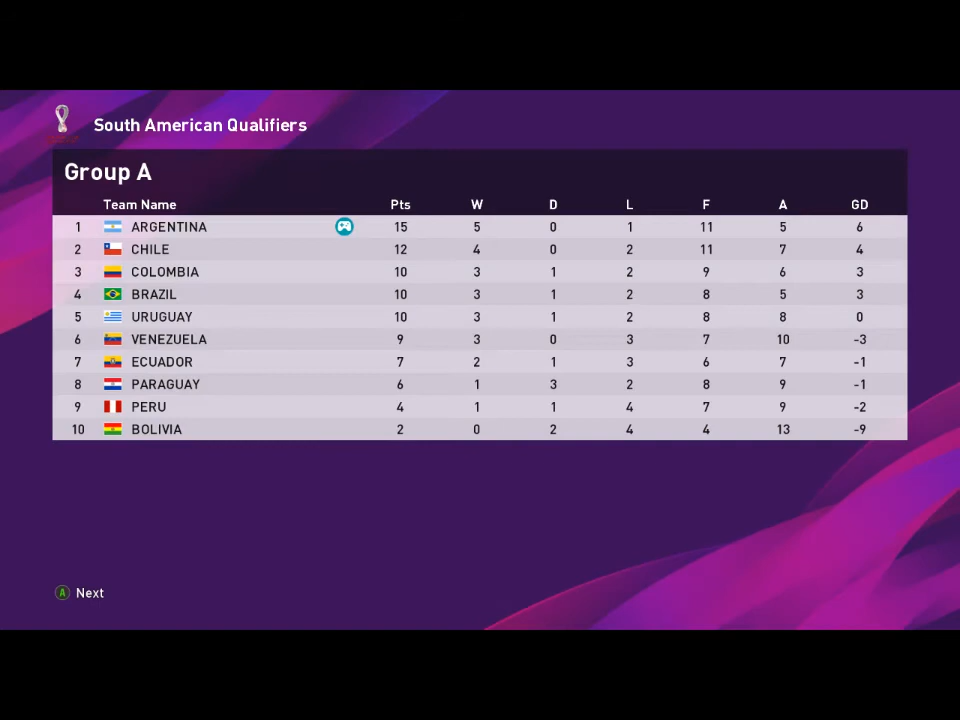 South American Qualifiers
Group A
Team Name Pts W D L F A GD
1 ARGENTINA 15 5 0 1 11 5 6
2 CHILE 12 4 0 2 11 7 4
3 COLOMBIA 10 3 1 2 9 6 3
4 BRAZIL 10 3 1 2 8 5 3
5 URUGUAY 10 3 1 2 8 8 0
6 VENEZUELA 9 3 0 3 7 10 -3
7 ECUADOR 7 2 1 3 6 7 -1
8 PARAGUAY 6 1 3 2 8 9 -1
9 PERU 4 1 1 4 7 9 -2
10 BOLIVIA 2 0 2 4 4 13 -9
A Next